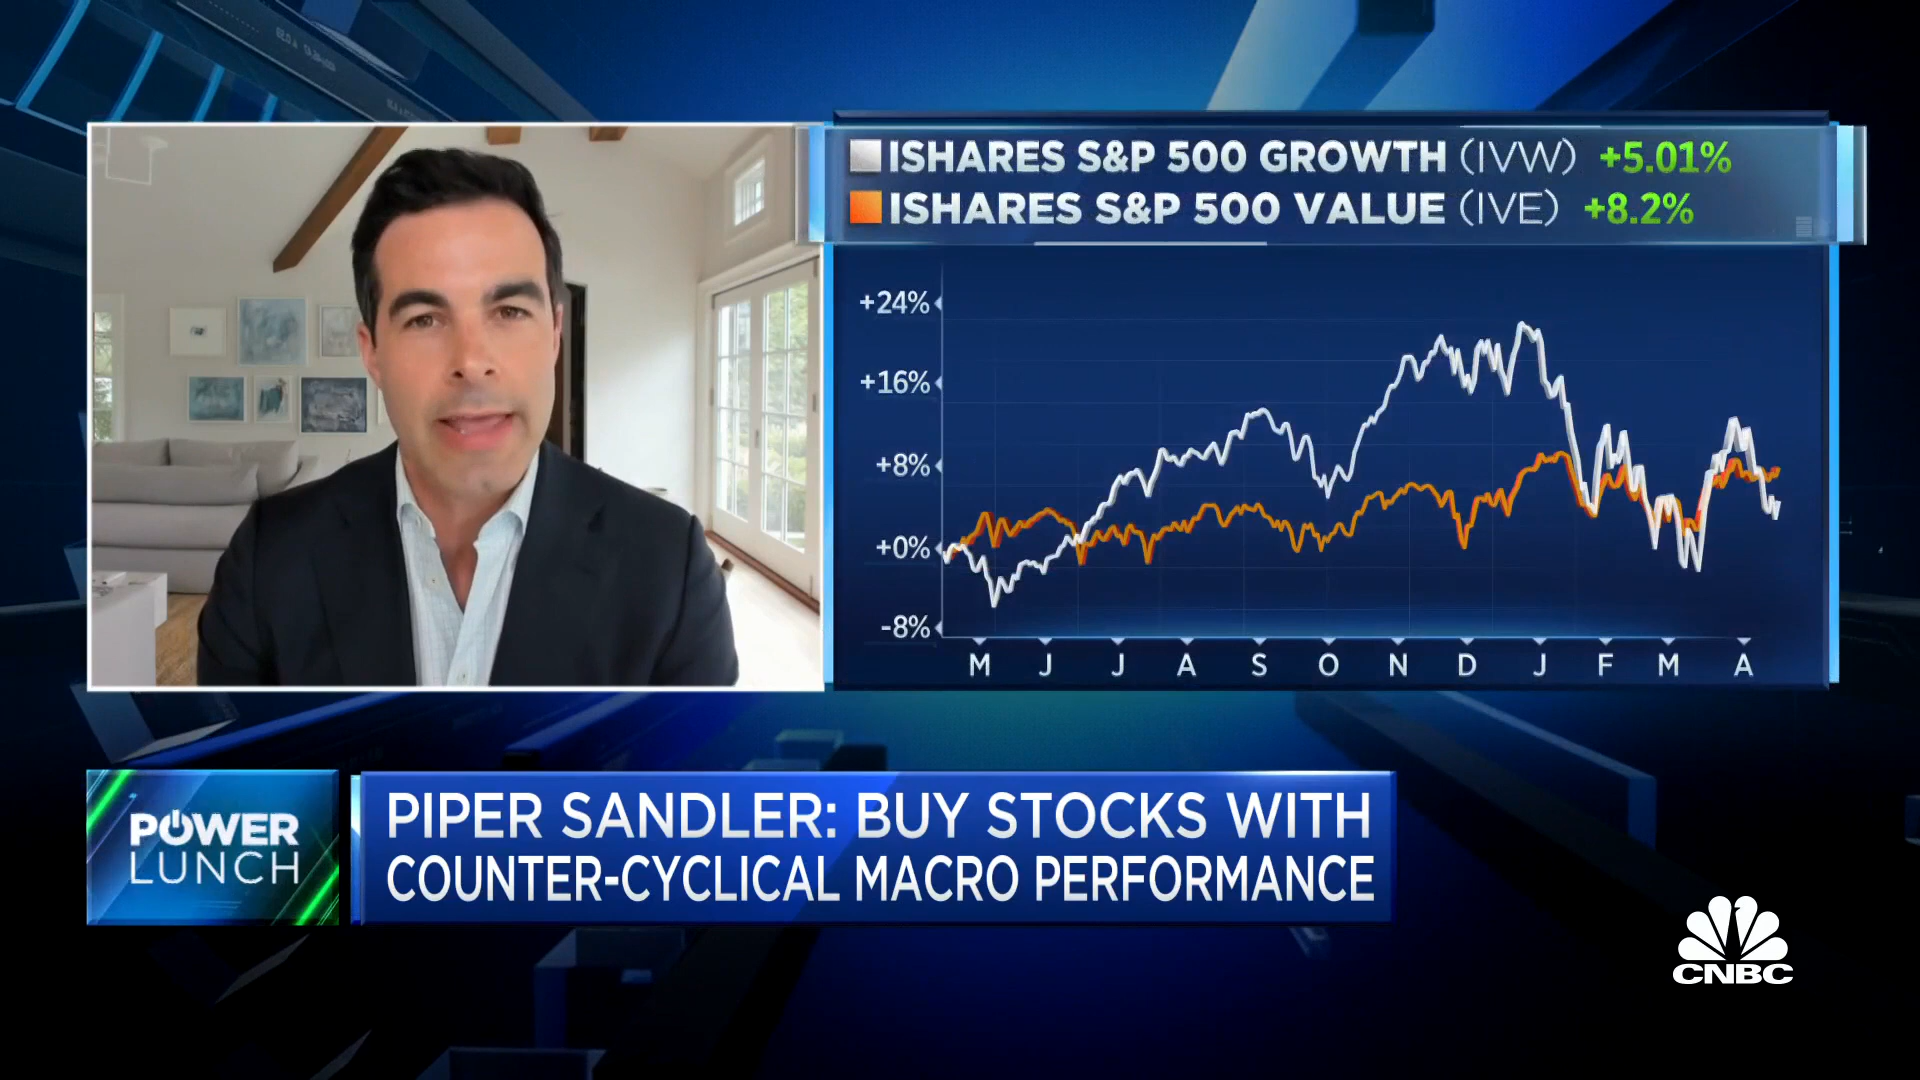 ISHARES S&P 500 GROWTH (IVW) +5.01%
ISHARES S&P 500 VALUE (IVE) +8.2%
+24%
+16%
+8%
+0%
-8%
M J J A S O N D J F M A
POWER
LUNCH
PIPER SANDLER: BUY STOCKS WITH
COUNTER-CYCLICAL MACRO PERFORMANCE
CNBC